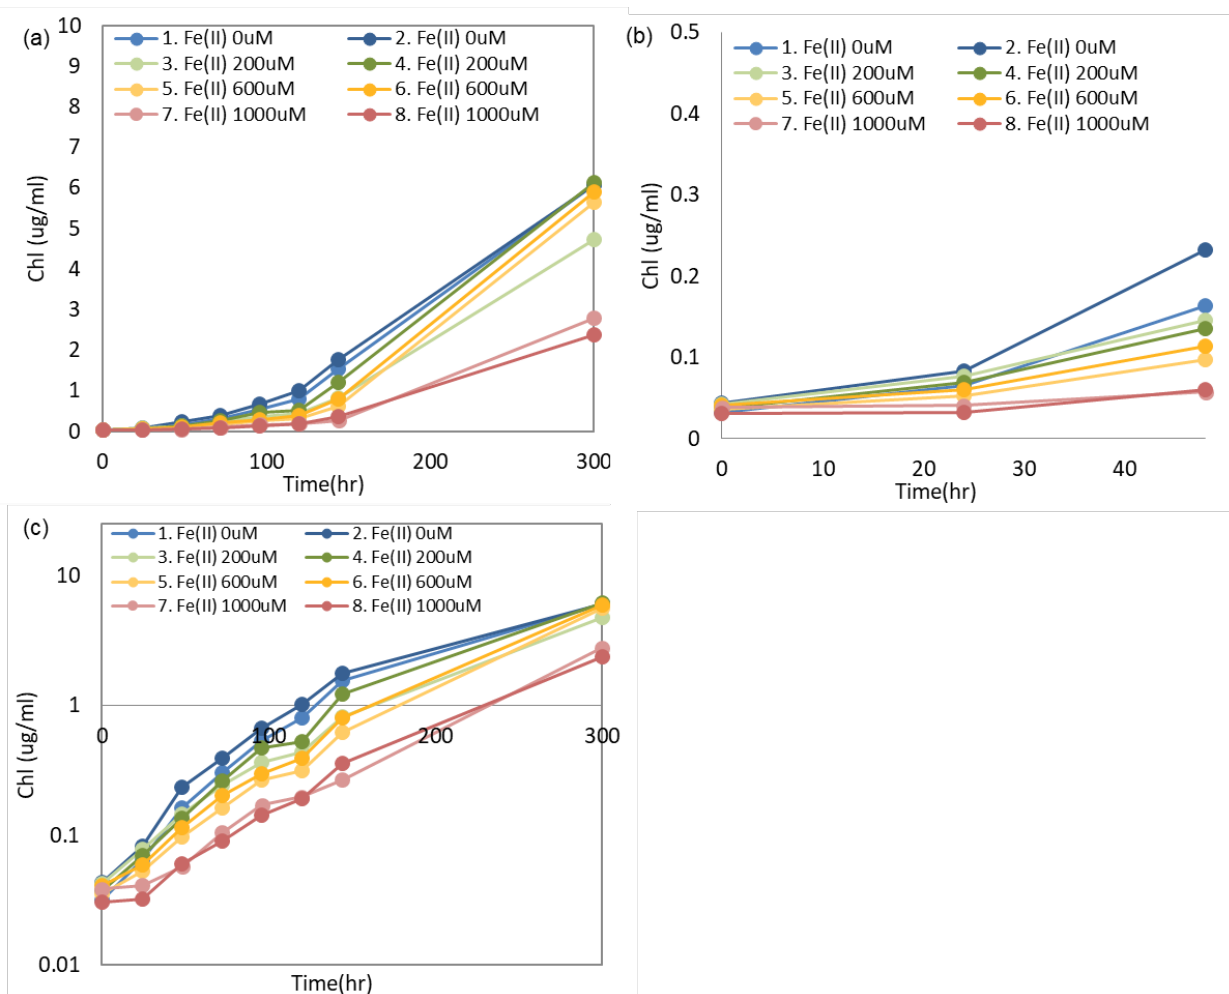 (a)
10
9
8
7
6
5
4
3
2
1
0
Chl (ug/ml)
1. Fe(II) 0uM 2. Fe(II) 0uM
3. Fe(II) 200uM 4. Fe(II) 200uM
5. Fe(II) 600uM 6. Fe(II) 600uM
7. Fe(II) 1000uM 8. Fe(II) 1000uM
0 100 200 300
Time(hr)
(b)
0.5
0.4
0.3
0.2
0.1
0
Chl (ug/ml)
1. Fe(II) 0uM 2. Fe(II) 0uM
3. Fe(II) 200uM 4. Fe(II) 200uM
5. Fe(II) 600uM 6. Fe(II) 600uM
7. Fe(II) 1000uM 8. Fe(II) 1000uM
0 10 20 30 40
Time(hr)
(c)
10
1
0.1
0.01
Chl (ug/ml)
1. Fe(II) 0uM 2. Fe(II) 0uM
3. Fe(II) 200uM 4. Fe(II) 200uM
5. Fe(II) 600uM 6. Fe(II) 600uM
7. Fe(II) 1000uM 8. Fe(II) 1000uM
0 100 200 300
Time(hr)